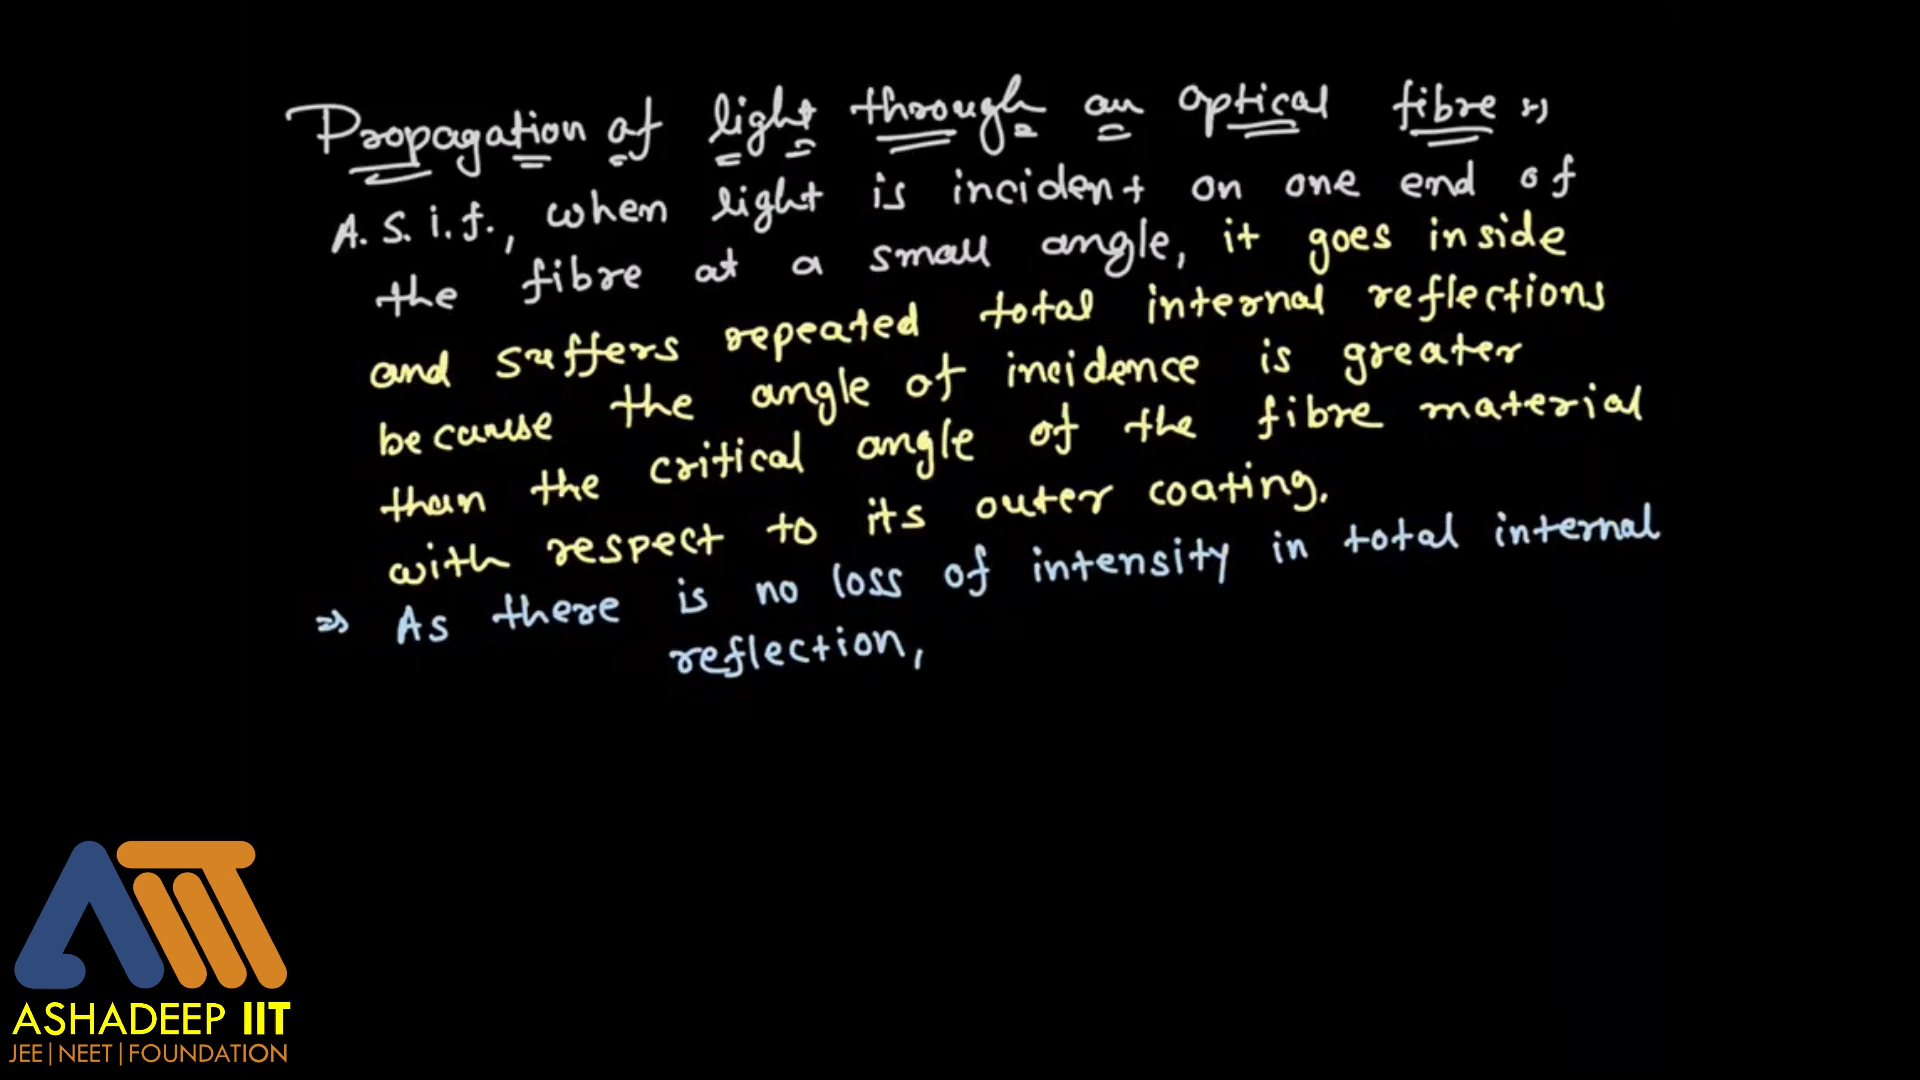 Propagation of light through an optical fibre :-)
A.S.i.f., when light is incident on one end of
the fibre at a small angle, it goes inside
and suffers repeated total internal reflections
because the angle of incidence is greater
than the critical angle of the fibre material
with respect to its outer coating.
⇒ As there is no loss of intensity in total internal
reflection,
ASHADEEP IIT
JEE|NEET|FOUNDATION